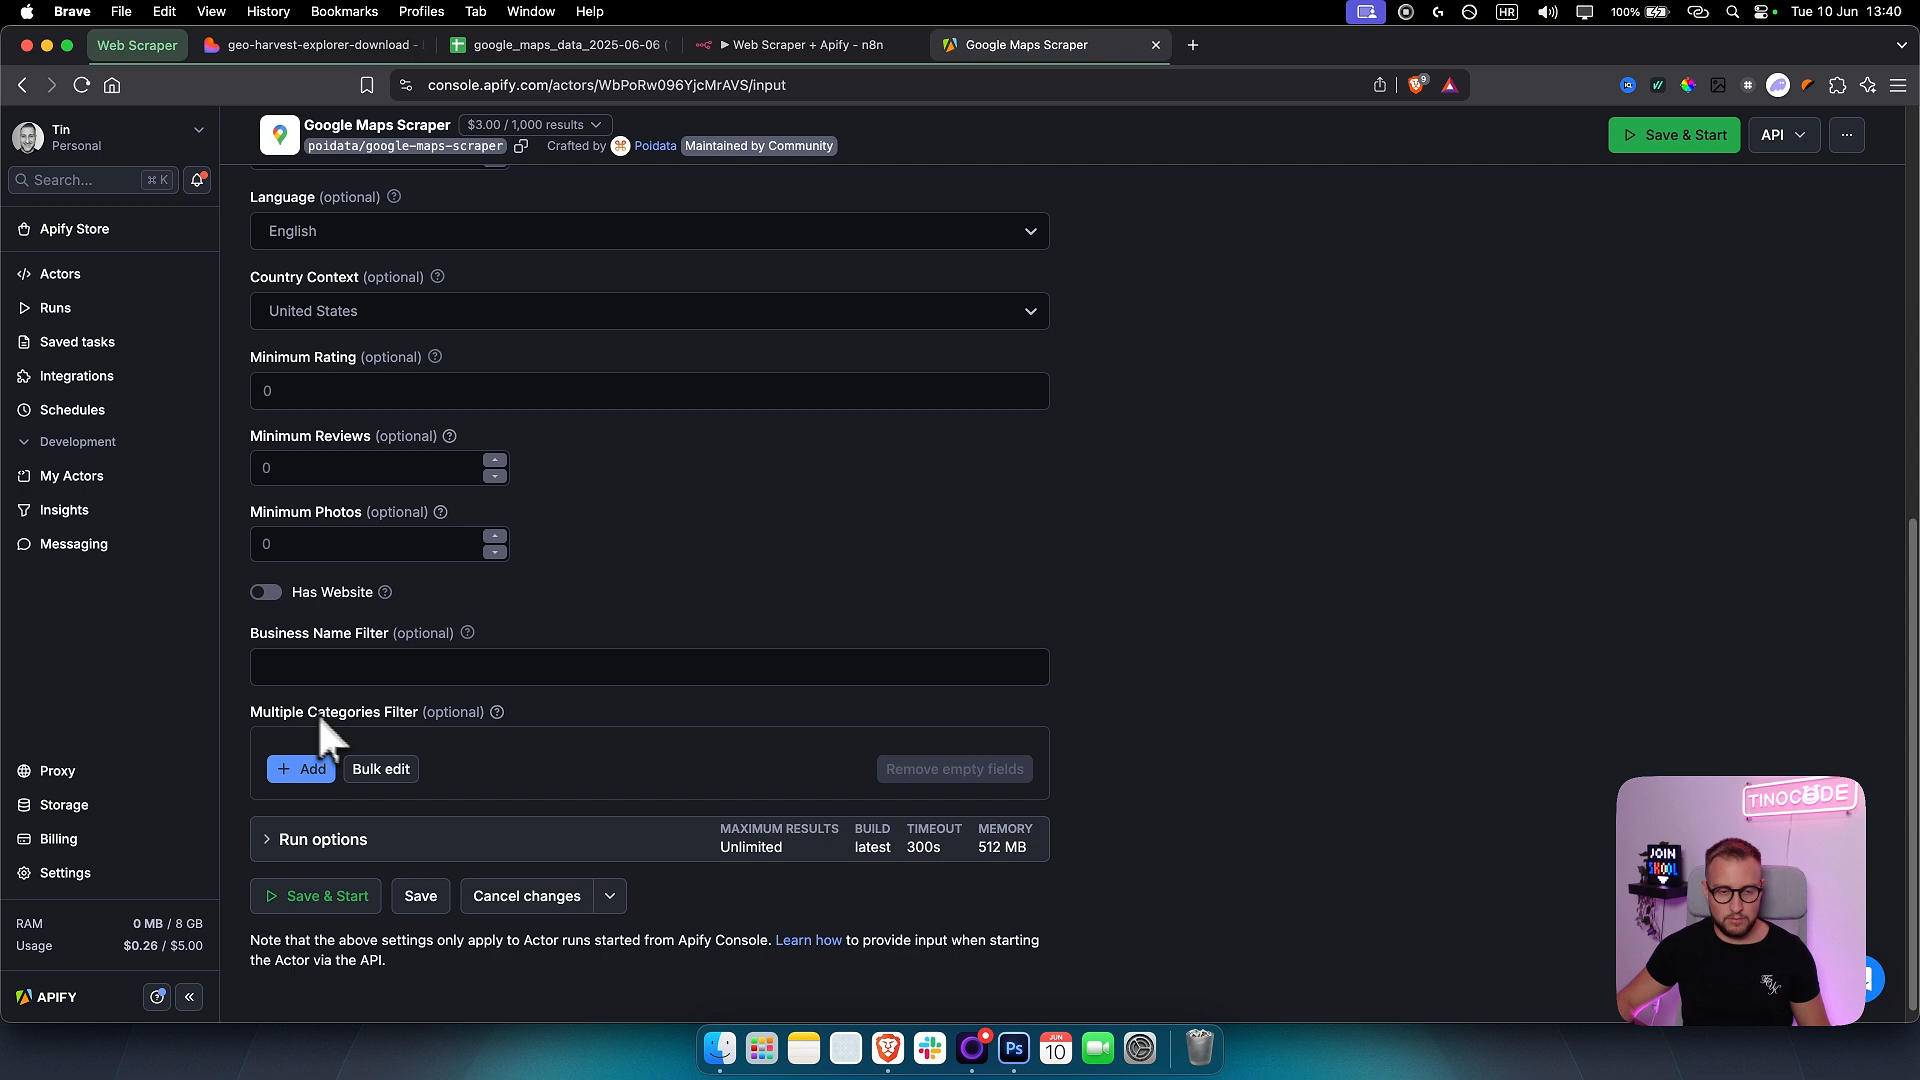 Brave File Edit View History Bookmarks Profiles Tab Window Help
HR 100% Tue 10 Jun 13:40
Web Scraper geo-harvest-explorer-download - google_maps_data_2025-06-06 ( ▶ Web Scraper + Apify - n8n Google Maps Scraper
console.apify.com/actors/WbPoRw096YjcMrAVS/input 9
Tin
Personal
Search... ⌘ K
Apify Store
Actors
Runs
Saved tasks
Integrations
Schedules
Development
My Actors
Insights
Messaging
Proxy
Storage
Billing
Settings
RAM 0 MB / 8 GB
Usage $0.26 / $5.00
APIFY
Google Maps Scraper $3.00 / 1,000 results
poidata/google-maps-scraper Crafted by Poidata Maintained by Community
Save & Start API ...
Language (optional)
English
Country Context (optional)
United States
Minimum Rating (optional)
0
Minimum Reviews (optional)
0
Minimum Photos (optional)
0
Has Website
Business Name Filter (optional)
Multiple Categories Filter (optional)
+ Add Bulk edit Remove empty fields
Run options
MAXIMUM RESULTS BUILD TIMEOUT MEMORY
Unlimited latest 300s 512 MB
Save & Start Save Cancel changes
Note that the above settings only apply to Actor runs started from Apify Console. Learn how to provide input when starting
the Actor via the API.
TINOCODE
JOIN
SKOOL
Ps
JUN
10